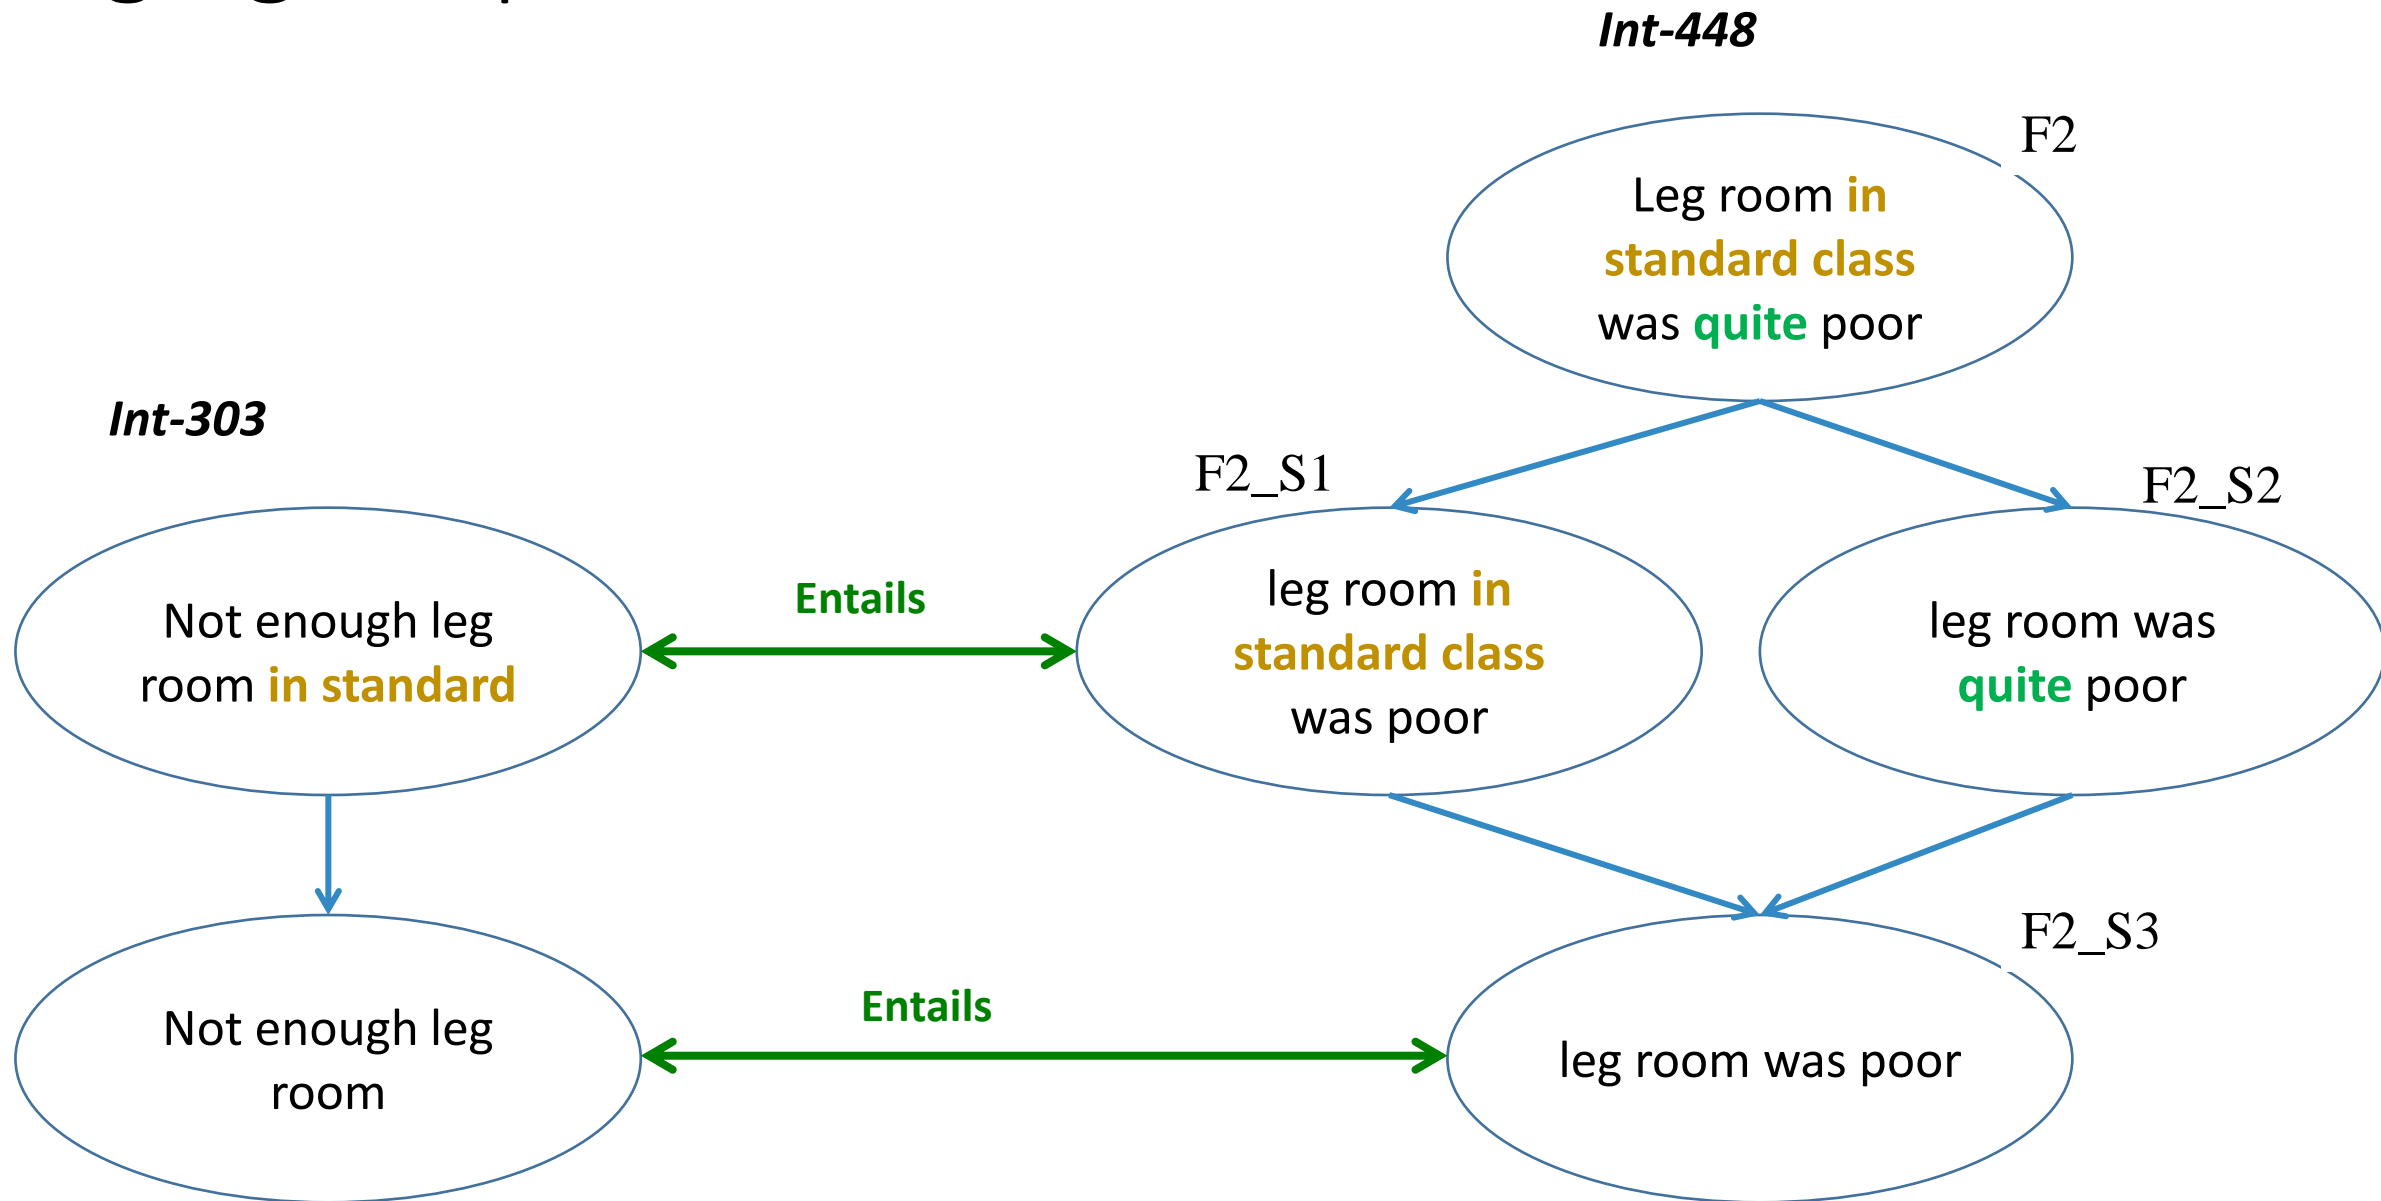 Int-448
F2
Leg room in
standard class
was quite poor
Int-303
F2_S1
F2_S2
Not enough leg
room in standard
Entails
leg room in
standard class
was poor
leg room was
quite poor
F2_S3
Not enough leg
room
Entails
leg room was poor